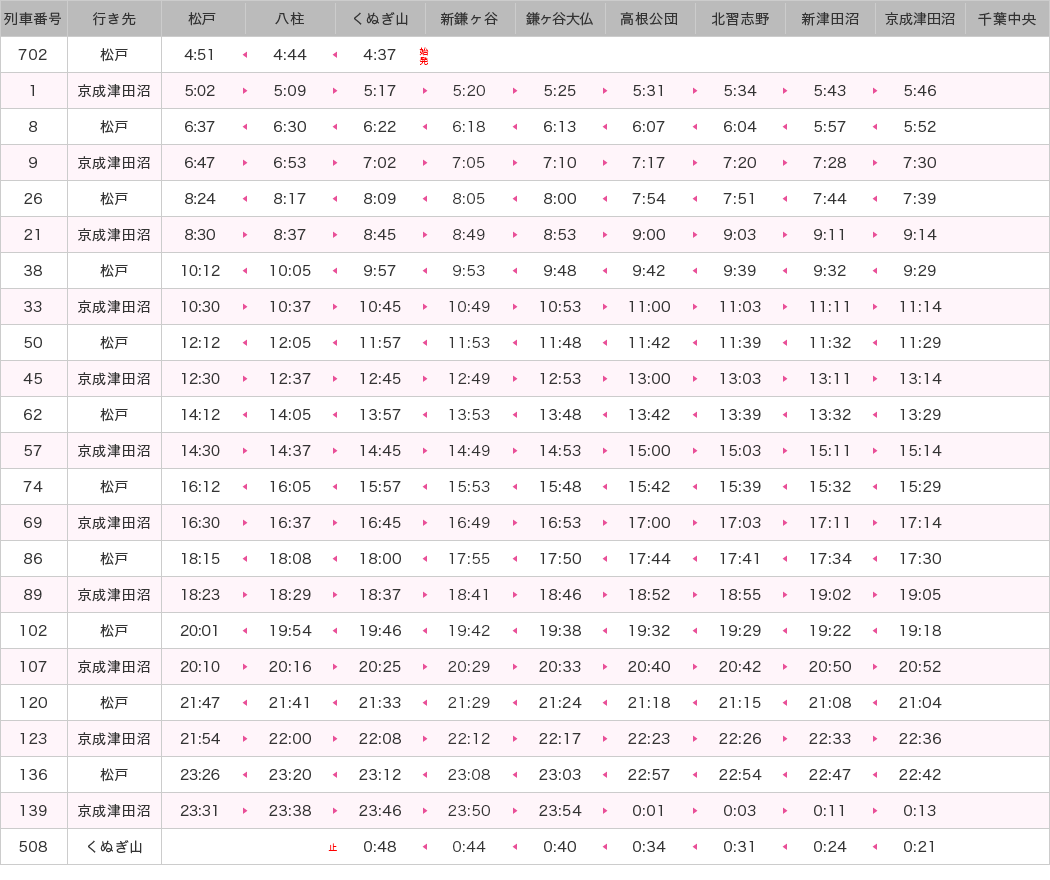 列車番号 行き先 松戸 八柱 くぬぎ山 新鎌ヶ谷 鎌ヶ谷大仏 高根公団 北習志野 新津田沼 京成津田沼 千葉中央
702 松戸 4:51 4:44 4:37 始発
1 京成津田沼 5:02 5:09 5:17 5:20 5:25 5:31 5:34 5:43 5:46
8 松戸 6:37 6:30 6:22 6:18 6:13 6:07 6:04 5:57 5:52
9 京成津田沼 6:47 6:53 7:02 7:05 7:10 7:17 7:20 7:28 7:30
26 松戸 8:24 8:17 8:09 8:05 8:00 7:54 7:51 7:44 7:39
21 京成津田沼 8:30 8:37 8:45 8:49 8:53 9:00 9:03 9:11 9:14
38 松戸 10:12 10:05 9:57 9:53 9:48 9:42 9:39 9:32 9:29
33 京成津田沼 10:30 10:37 10:45 10:49 10:53 11:00 11:03 11:11 11:14
50 松戸 12:12 12:05 11:57 11:53 11:48 11:42 11:39 11:32 11:29
45 京成津田沼 12:30 12:37 12:45 12:49 12:53 13:00 13:03 13:11 13:14
62 松戸 14:12 14:05 13:57 13:53 13:48 13:42 13:39 13:32 13:29
57 京成津田沼 14:30 14:37 14:45 14:49 14:53 15:00 15:03 15:11 15:14
74 松戸 16:12 16:05 15:57 15:53 15:48 15:42 15:39 15:32 15:29
69 京成津田沼 16:30 16:37 16:45 16:49 16:53 17:00 17:03 17:11 17:14
86 松戸 18:15 18:08 18:00 17:55 17:50 17:44 17:41 17:34 17:30
89 京成津田沼 18:23 18:29 18:37 18:41 18:46 18:52 18:55 19:02 19:05
102 松戸 20:01 19:54 19:46 19:42 19:38 19:32 19:29 19:22 19:18
107 京成津田沼 20:10 20:16 20:25 20:29 20:33 20:40 20:42 20:50 20:52
120 松戸 21:47 21:41 21:33 21:29 21:24 21:18 21:15 21:08 21:04
123 京成津田沼 21:54 22:00 22:08 22:12 22:17 22:23 22:26 22:33 22:36
136 松戸 23:26 23:20 23:12 23:08 23:03 22:57 22:54 22:47 22:42
139 京成津田沼 23:31 23:38 23:46 23:50 23:54 0:01 0:03 0:11 0:13
508 くぬぎ山 止 0:48 0:44 0:40 0:34 0:31 0:24 0:21